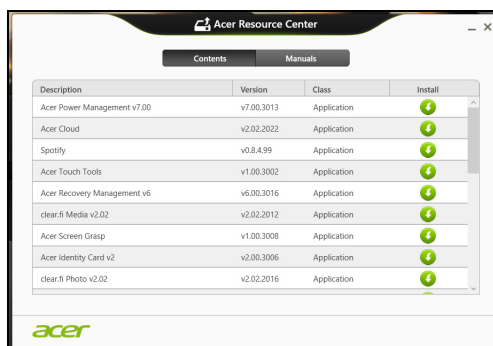 Acer Resource Center
Contents Manuals
Description Version Class Install
Acer Power Management v7.00 v7.00.3013 Application
Acer Cloud v2.02.2022 Application
Spotify v0.8.4.99 Application
Acer Touch Tools v1.00.3002 Application
Acer Recovery Management v6 v6.00.3016 Application
clear.fi Media v2.02 v2.02.2012 Application
Acer Screen Grasp v1.00.3008 Application
Acer Identity Card v2 v2.00.3006 Application
clear.fi Photo v2.02 v2.02.2016 Application
acer